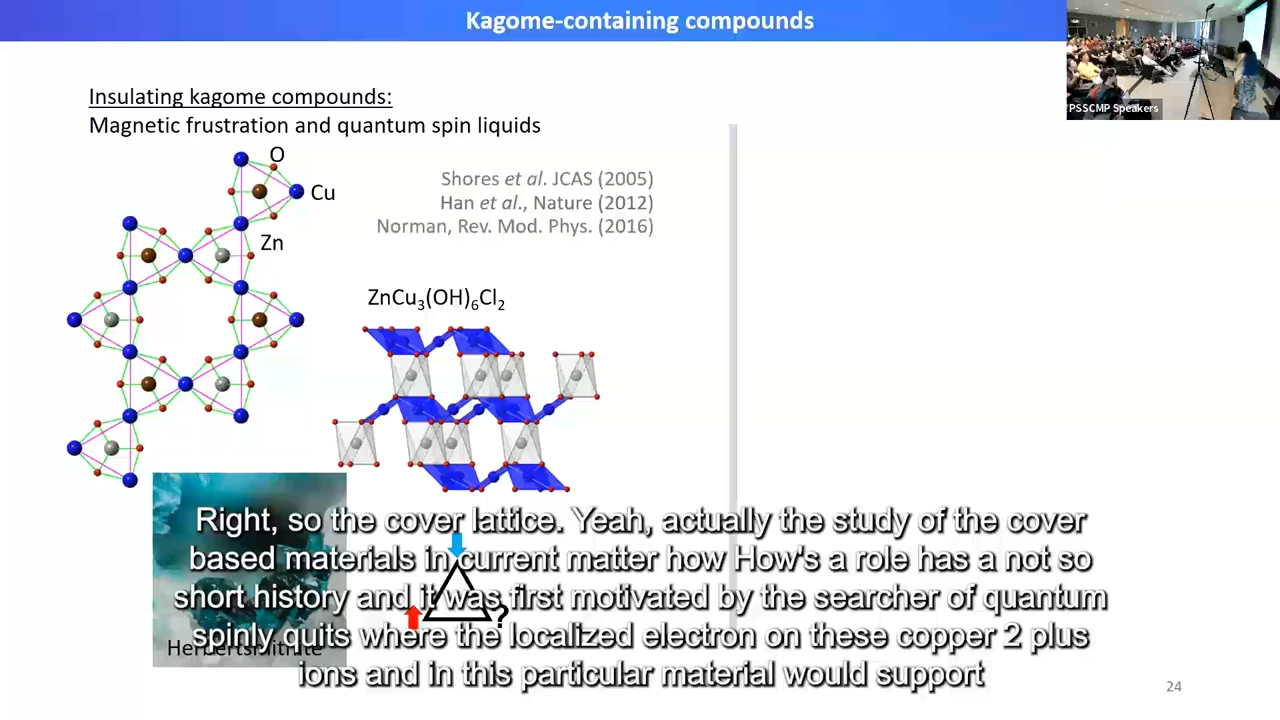 Kagome-containing compounds
PSSCMP Speakers
Insulating kagome compounds:
Magnetic frustration and quantum spin liquids
O
Cu
Zn
Shores et al. JCAS (2005)
Han et al., Nature (2012)
Norman, Rev. Mod. Phys. (2016)
ZnCu₃(OH)₆Cl₂
?
Herbertsmithite
Right, so the cover lattice. Yeah, actually the study of the cover
based materials in current matter how How's a role has a not so
short history and it was first motivated by the searcher of quantum
spinly quits where the localized electron on these copper 2 plus
ions and in this particular material would support
24